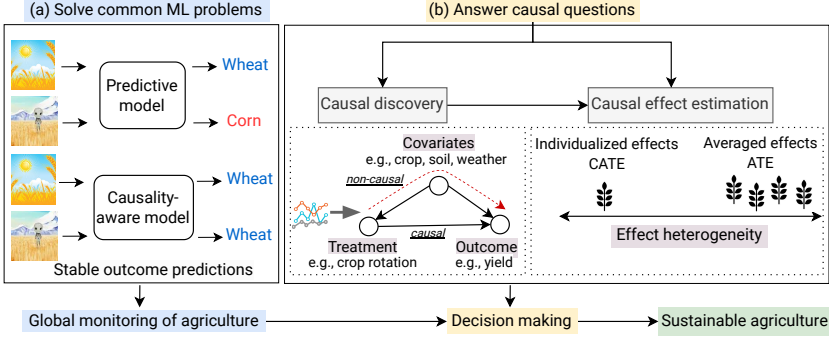 (a) Solve common ML problems
Predictive
model
Wheat
Corn
Causality-
aware model
Wheat
Wheat
Stable outcome predictions
(b) Answer causal questions
Causal discovery
Causal effect estimation
Covariates
e.g., crop, soil, weather
non-causal
causal
Treatment
e.g., crop rotation
Outcome
e.g., yield
Individualized effects
CATE
Averaged effects
ATE
Effect heterogeneity
Global monitoring of agriculture
Decision making
Sustainable agriculture